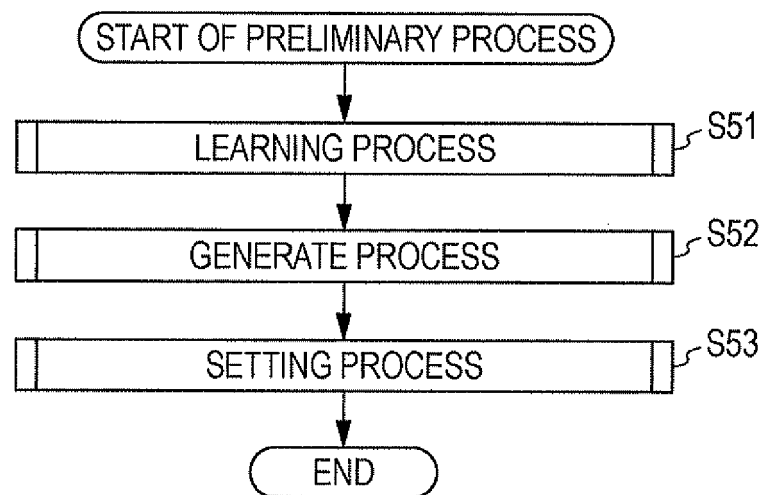 START OF PRELIMINARY PROCESS
LEARNING PROCESS
S51
GENERATE PROCESS
S52
SETTING PROCESS
S53
END